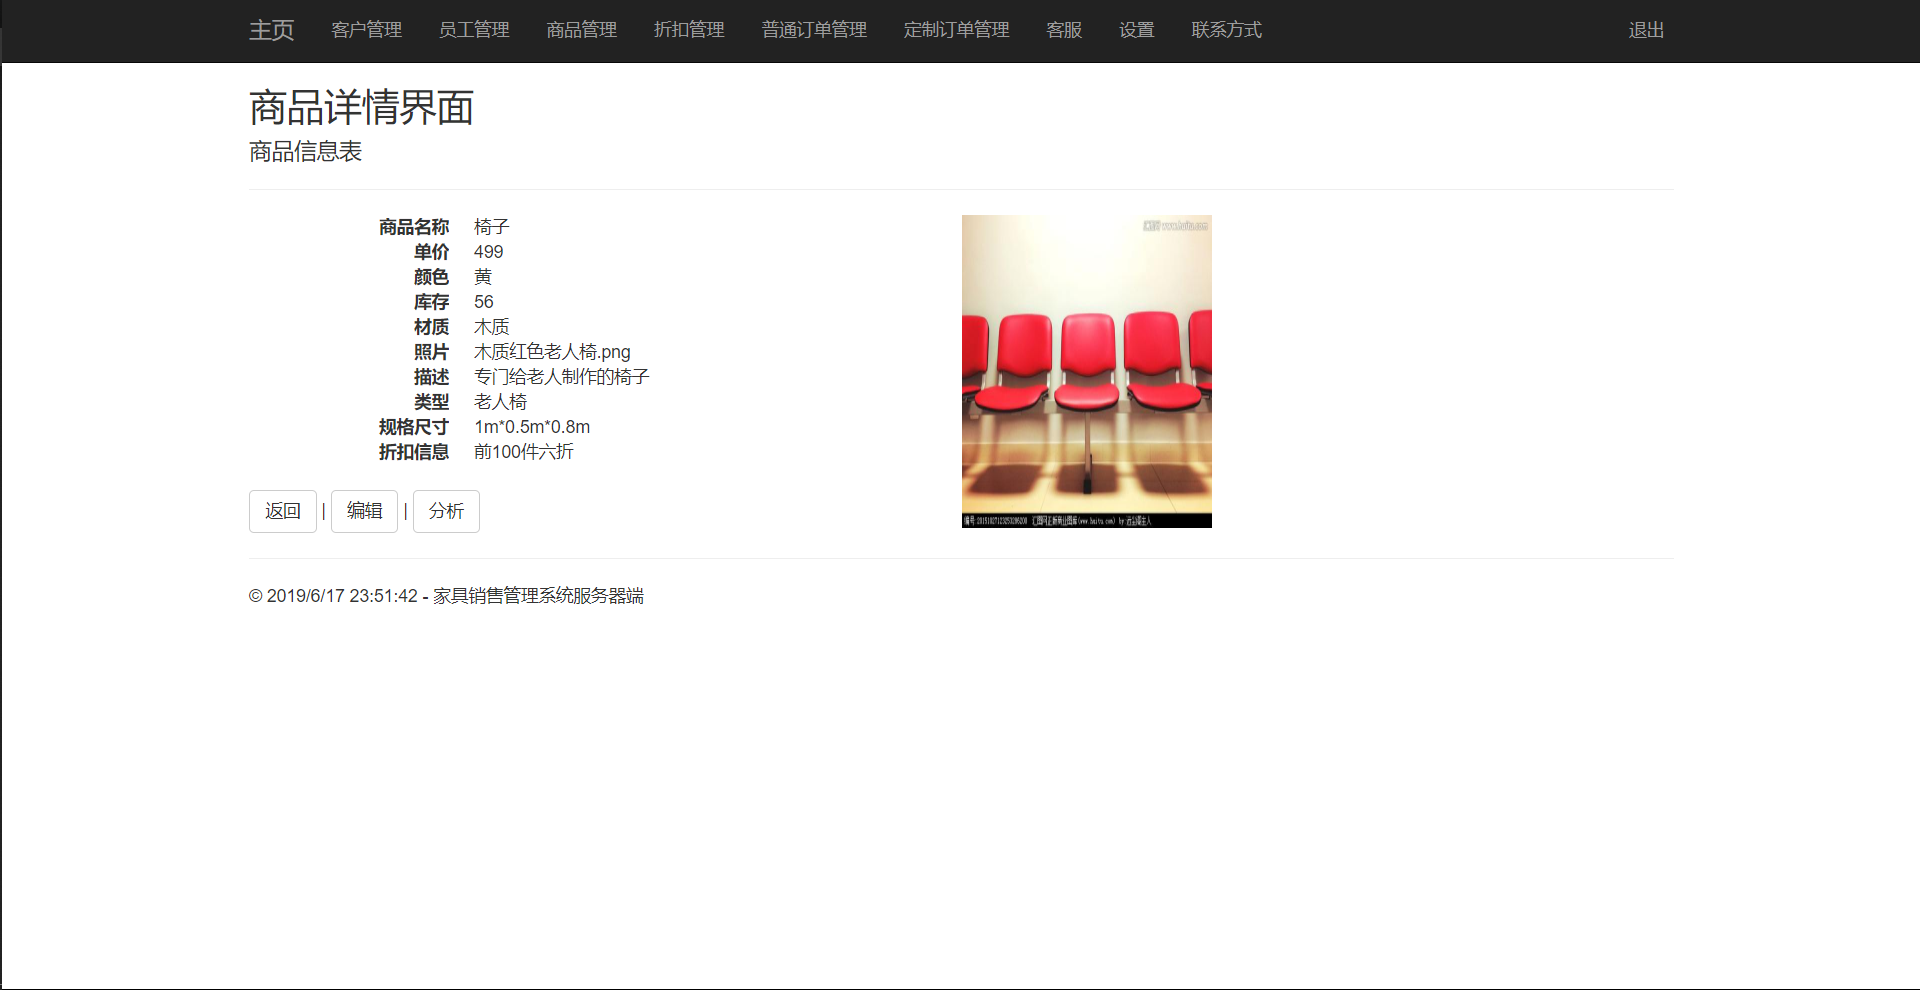 主页 客户管理 员工管理 商品管理 折扣管理 普通订单管理 定制订单管理 客服 设置 联系方式 退出
商品详情界面
商品信息表
商品名称 椅子
单价 499
颜色 黄
库存 56
材质 木质
照片 木质红色老人椅.png
描述 专门给老人制作的椅子
类型 老人椅
规格尺寸 1m*0.5m*0.8m
折扣信息 前100件六折
返回 | 编辑 | 分析
© 2019/6/17 23:51:42 - 家具销售管理系统服务器端